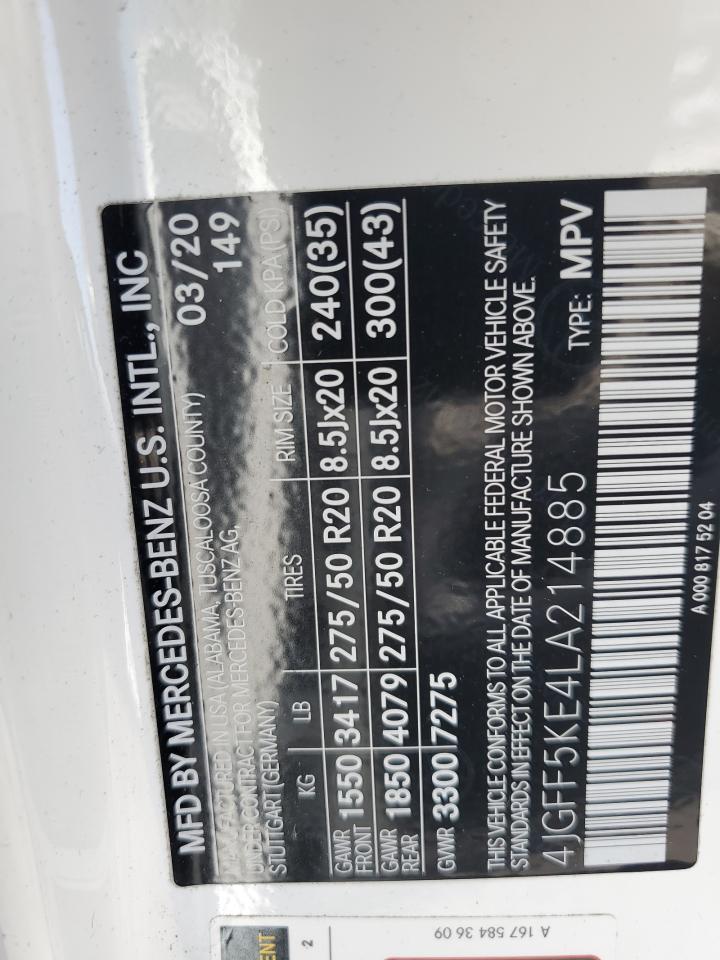 MFD BY MERCEDES-BENZ U.S. INTL., INC
MANUFACTURED IN USA (ALABAMA, TUSCALOOSA COUNTY) 03/20
UNDER CONTRACT FOR MERCEDES-BENZ AG, 149
STUTTGART (GERMANY)
KG LB TIRES RIM SIZE COLD KPA(PSI)
GAWR FRONT 1550 3417 275/50 R20 8.5Jx20 240(35)
GAWR REAR 1850 4079 275/50 R20 8.5Jx20 300(43)
GVWR 3300 7275
THIS VEHICLE CONFORMS TO ALL APPLICABLE FEDERAL MOTOR VEHICLE SAFETY
STANDARDS IN EFFECT ON THE DATE OF MANUFACTURE SHOWN ABOVE.
4JGFF5KE4LA214885 TYPE: MPV
A 000 817 52 04
A 167 584 36 09
2